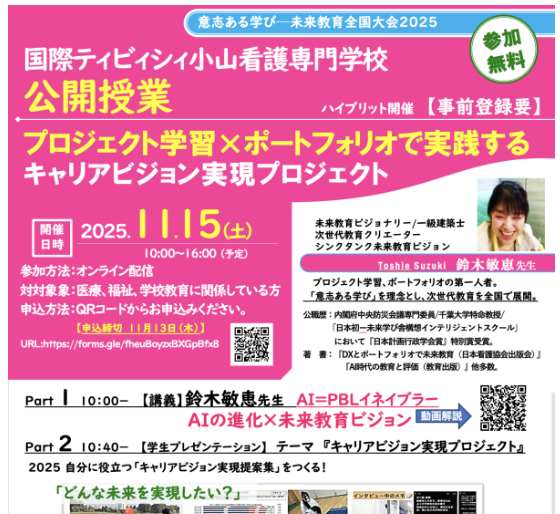 意志ある学び―未来教育全国大会2025
参加
無料
国際ティビィシィ小山看護専門学校
公開授業
ハイブリット開催 【事前登録要】
プロジェクト学習×ポートフォリオで実践する
キャリアビジョン実現プロジェクト
開催
日時
2025. 11.15(土)
10:00~16:00 (予定)
参加方法:オンライン配信
対対象象:医療、福祉、学校教育に関係している方
申込方法:QRコードからお申込みください。
【申込締切 11月13日(木)】
URL:https://forms.gle/fheuBoyzxBXGpBfx8
未来教育ビジョナリー/一級建築士
次世代教育クリエーター
シンクタンク未来教育ビジョン
Toshie Suzuki 鈴木敏恵先生
プロジェクト学習、ポートフォリオの第一人者。
「意志ある学び」を理念とし、次世代教育を全国で展開。
公職歴:内閣府中央防災会議専門委員/千葉大学特命教授/
『日本初―未来学び舎構想インテリジェントスクール』
において『日本計画行政学会賞』特別賞受賞。
著 書:『DXとポートフォリオで未来教育(日本看護協会出版会)』
『AI時代の教育と評価(教育出版)』他多数。
Part 1 10:00- 【講義】鈴木敏恵先生 AI=PBLイネイブラー
AIの進化×未来教育ビジョン 動画解説
Part 2 10:40- 【学生プレゼンテーション】 テーマ『キャリアビジョン実現プロジェクト』
2025 自分に役立つ「キャリアビジョン実現提案集」をつくる!
「どんな未来を実現したい?」
インタビュー中のメモ